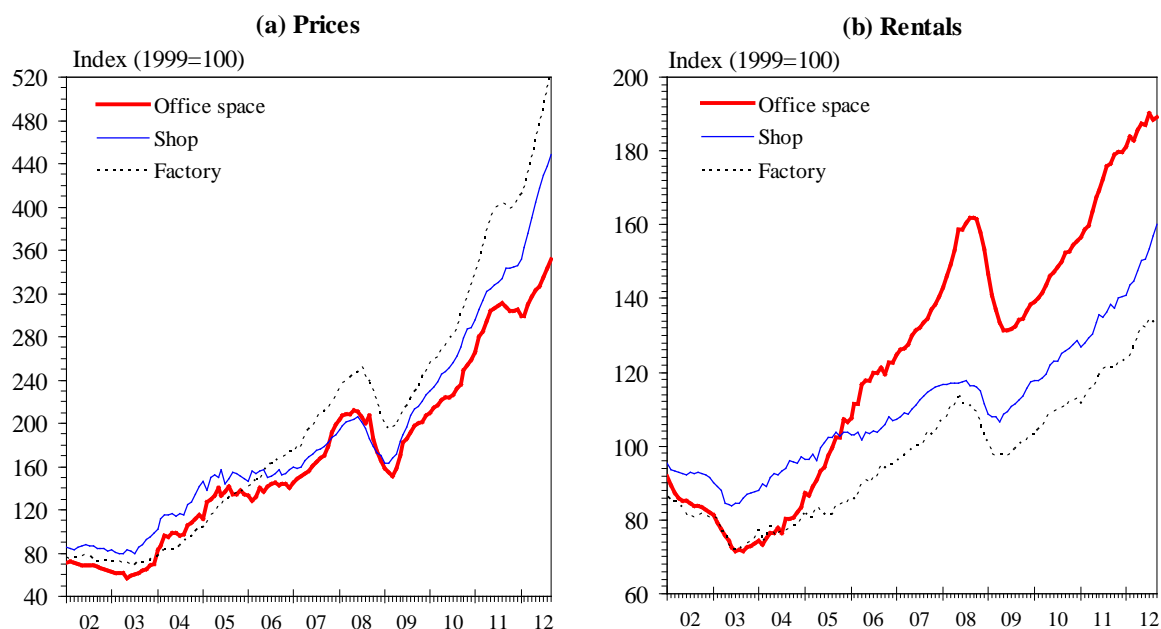 (a) Prices
Index (1999=100)
520
480
440
400
360
320
280
240
200
160
120
80
40
Office space
Shop
Factory
02 03 04 05 06 07 08 09 10 11 12
(b) Rentals
Index (1999=100)
200
180
160
140
120
100
80
60
Office space
Shop
Factory
02 03 04 05 06 07 08 09 10 11 12